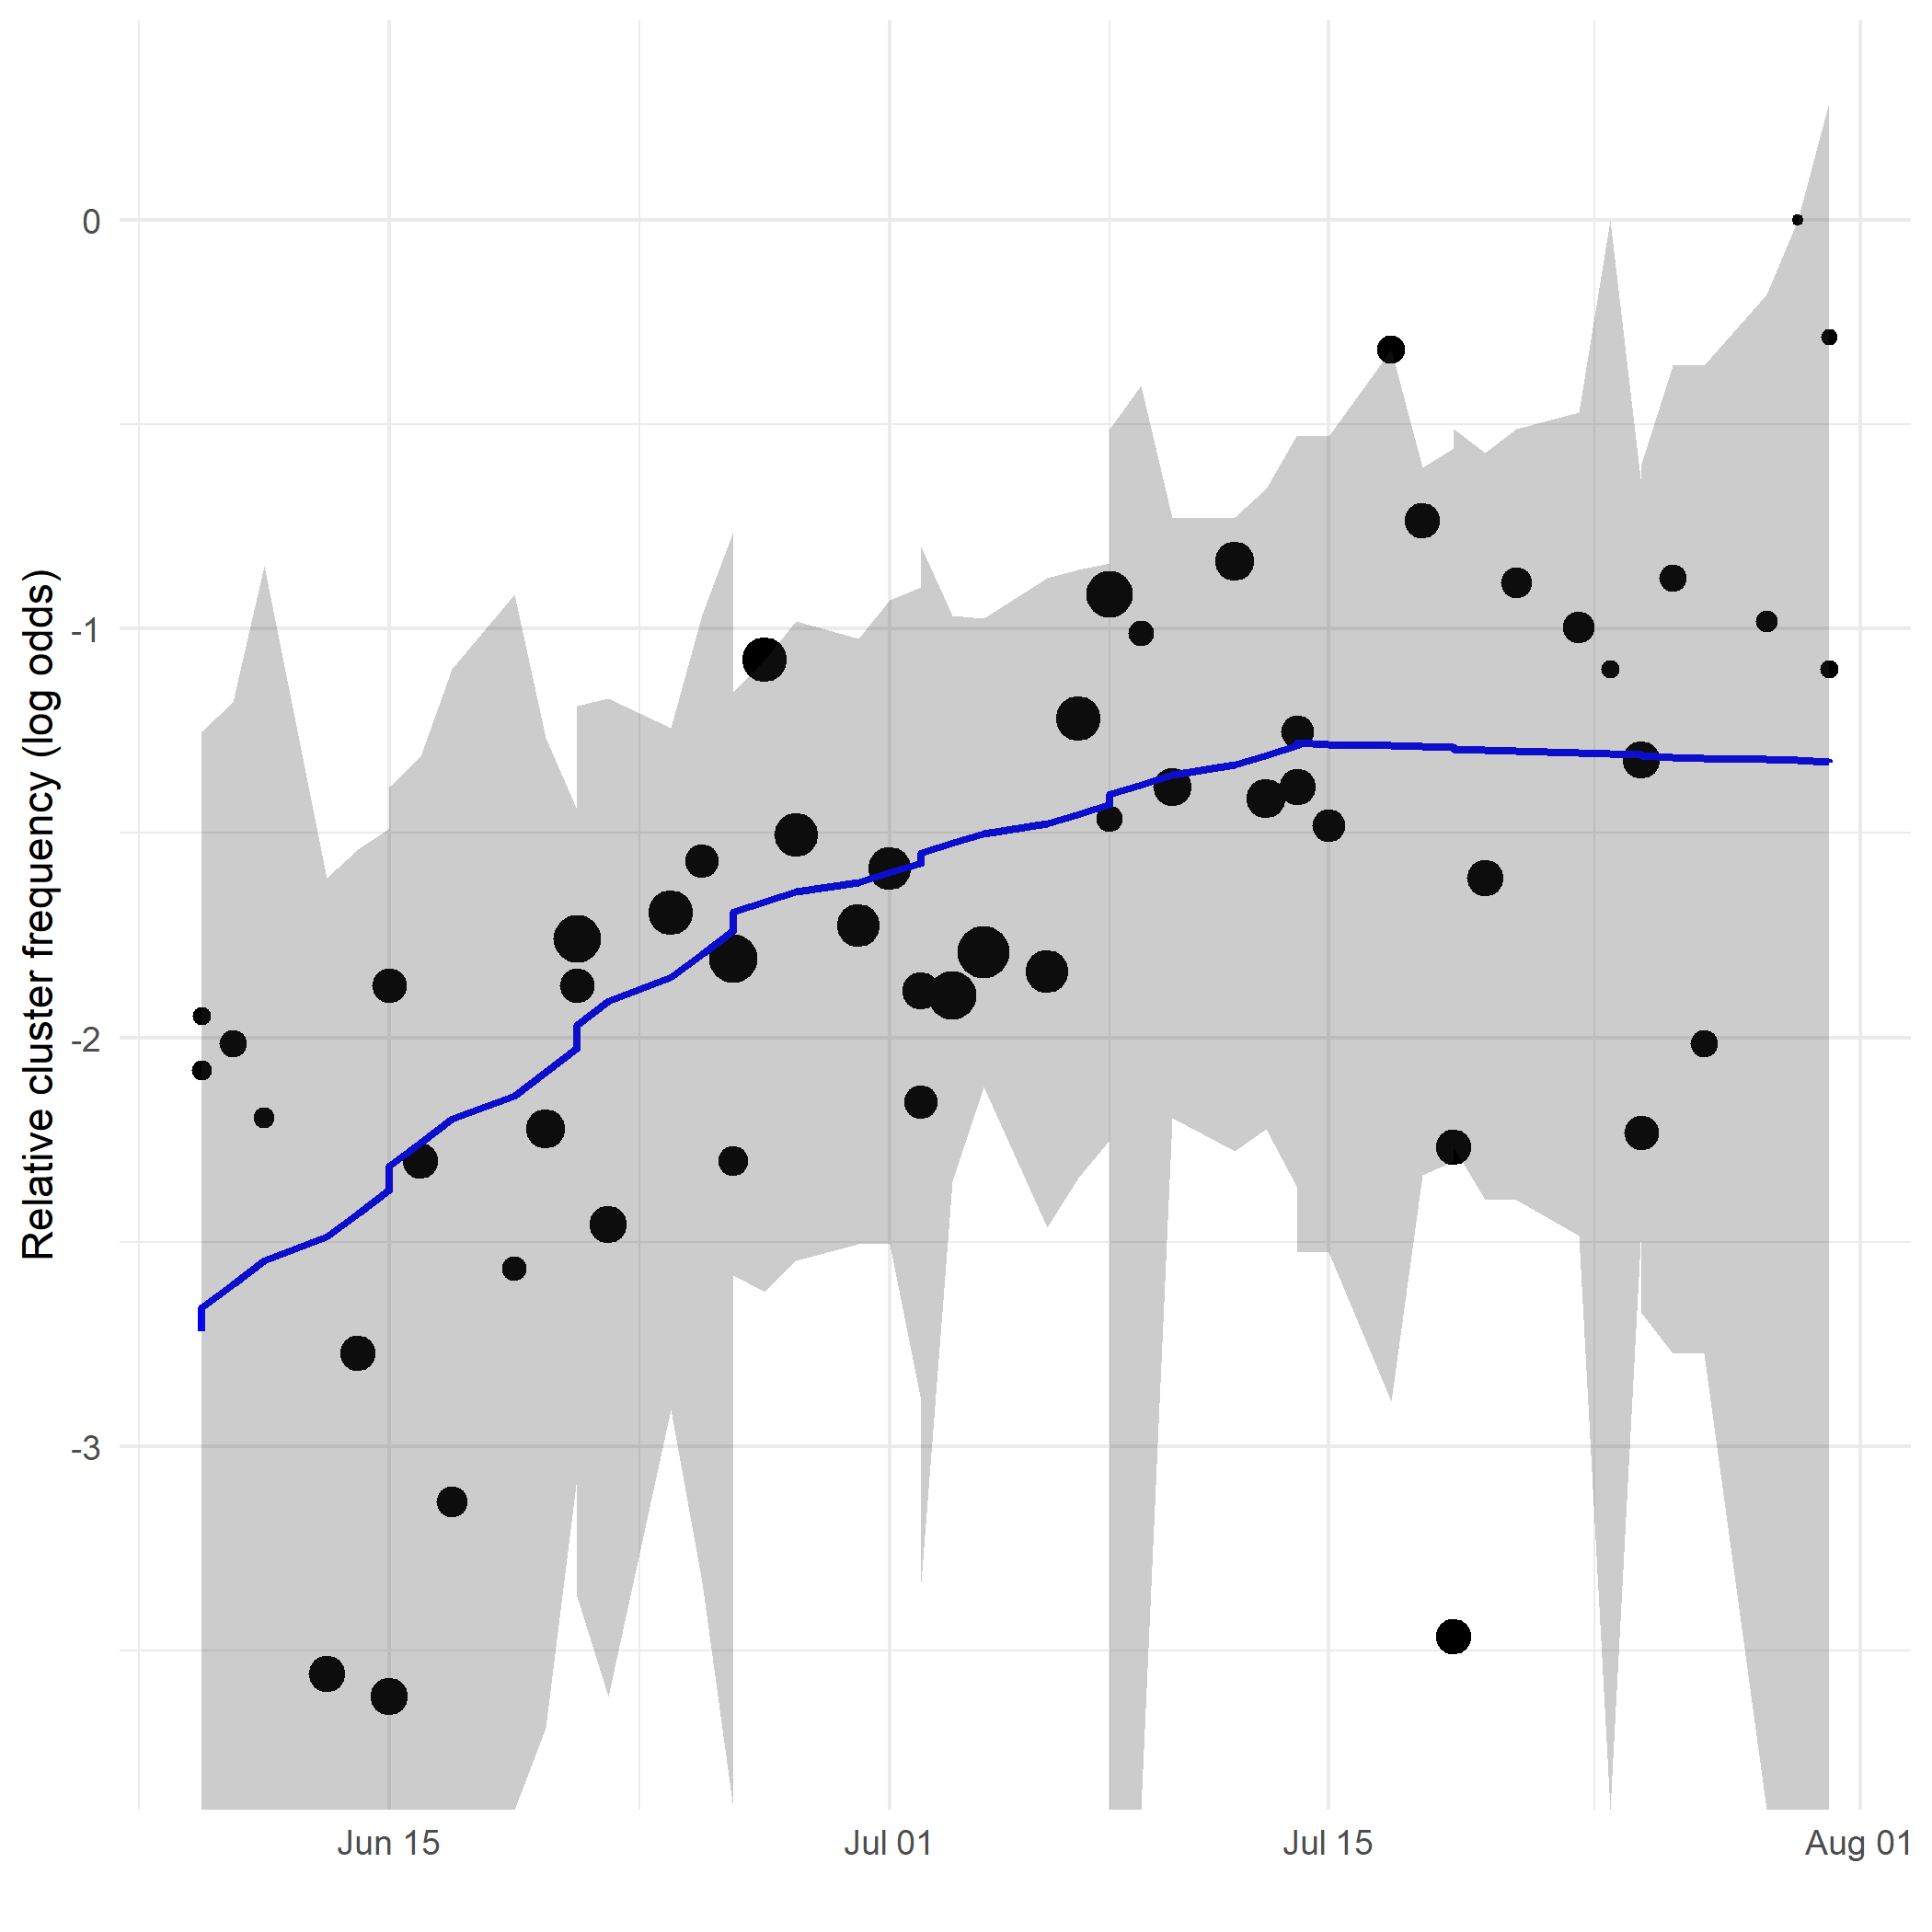 Relative cluster frequency (log odds)
0
-1
-2
-3
Jun 15
Jul 01
Jul 15
Aug 01